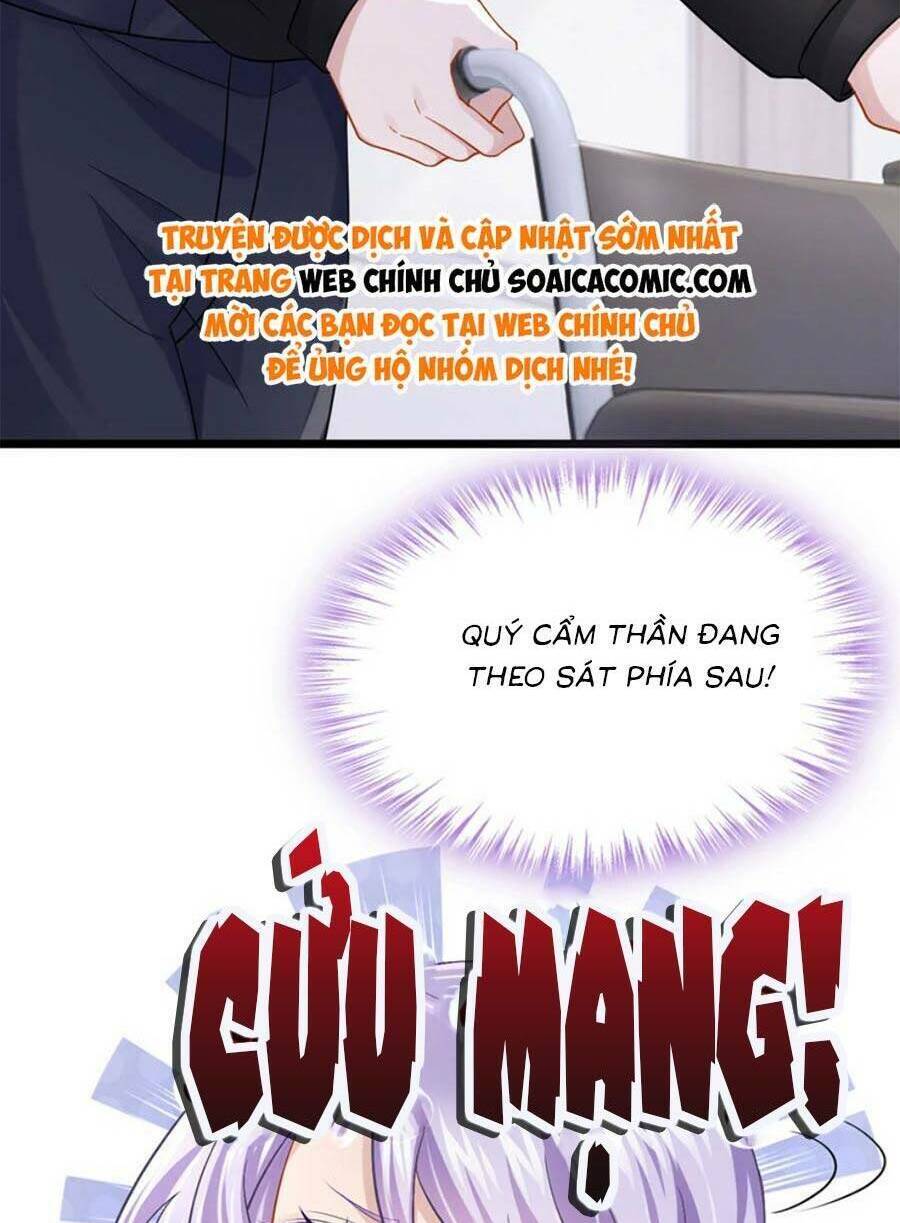 TRUYỆN ĐƯỢC DỊCH VÀ CẬP NHẬT SỚM NHẤT
TẠI TRANG WEB CHÍNH CHỦ SOAICACOMIC.COM
MỜI CÁC BẠN ĐỌC TẠI WEB CHÍNH CHỦ
ĐỂ ỦNG HỘ NHÓM DỊCH NHÉ!
QUÝ CẨM THẦN ĐANG
THEO SÁT PHÍA SAU!
CỨU MẠNG!